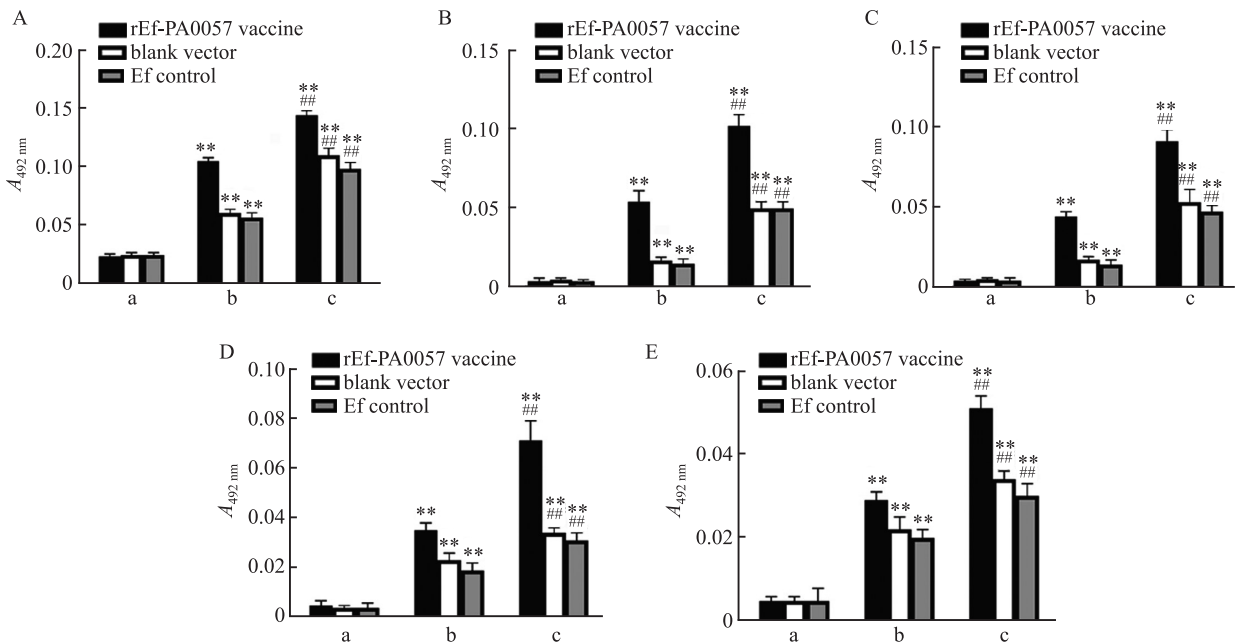 A
rEf-PA0057 vaccine
blank vector
Ef control
0.20
0.15
0.10
0.05
0
A492 nm
**
** **
**
##
**
##
**
##
a b c
B
rEf-PA0057 vaccine
blank vector
Ef control
0.15
0.10
0.05
0
A492 nm
**
** **
**
##
** **
## ##
a b c
C
rEf-PA0057 vaccine
blank vector
Ef control
0.15
0.10
0.05
0
A492 nm
**
** **
**
##
**
##
**
##
a b c
D
rEf-PA0057 vaccine
blank vector
Ef control
0.10
0.08
0.06
0.04
0.02
0
A492 nm
**
** **
**
##
** **
## ##
a b c
E
rEf-PA0057 vaccine
blank vector
Ef control
0.06
0.04
0.02
0
A492 nm
**
** **
**
##
**
##
**
##
a b c